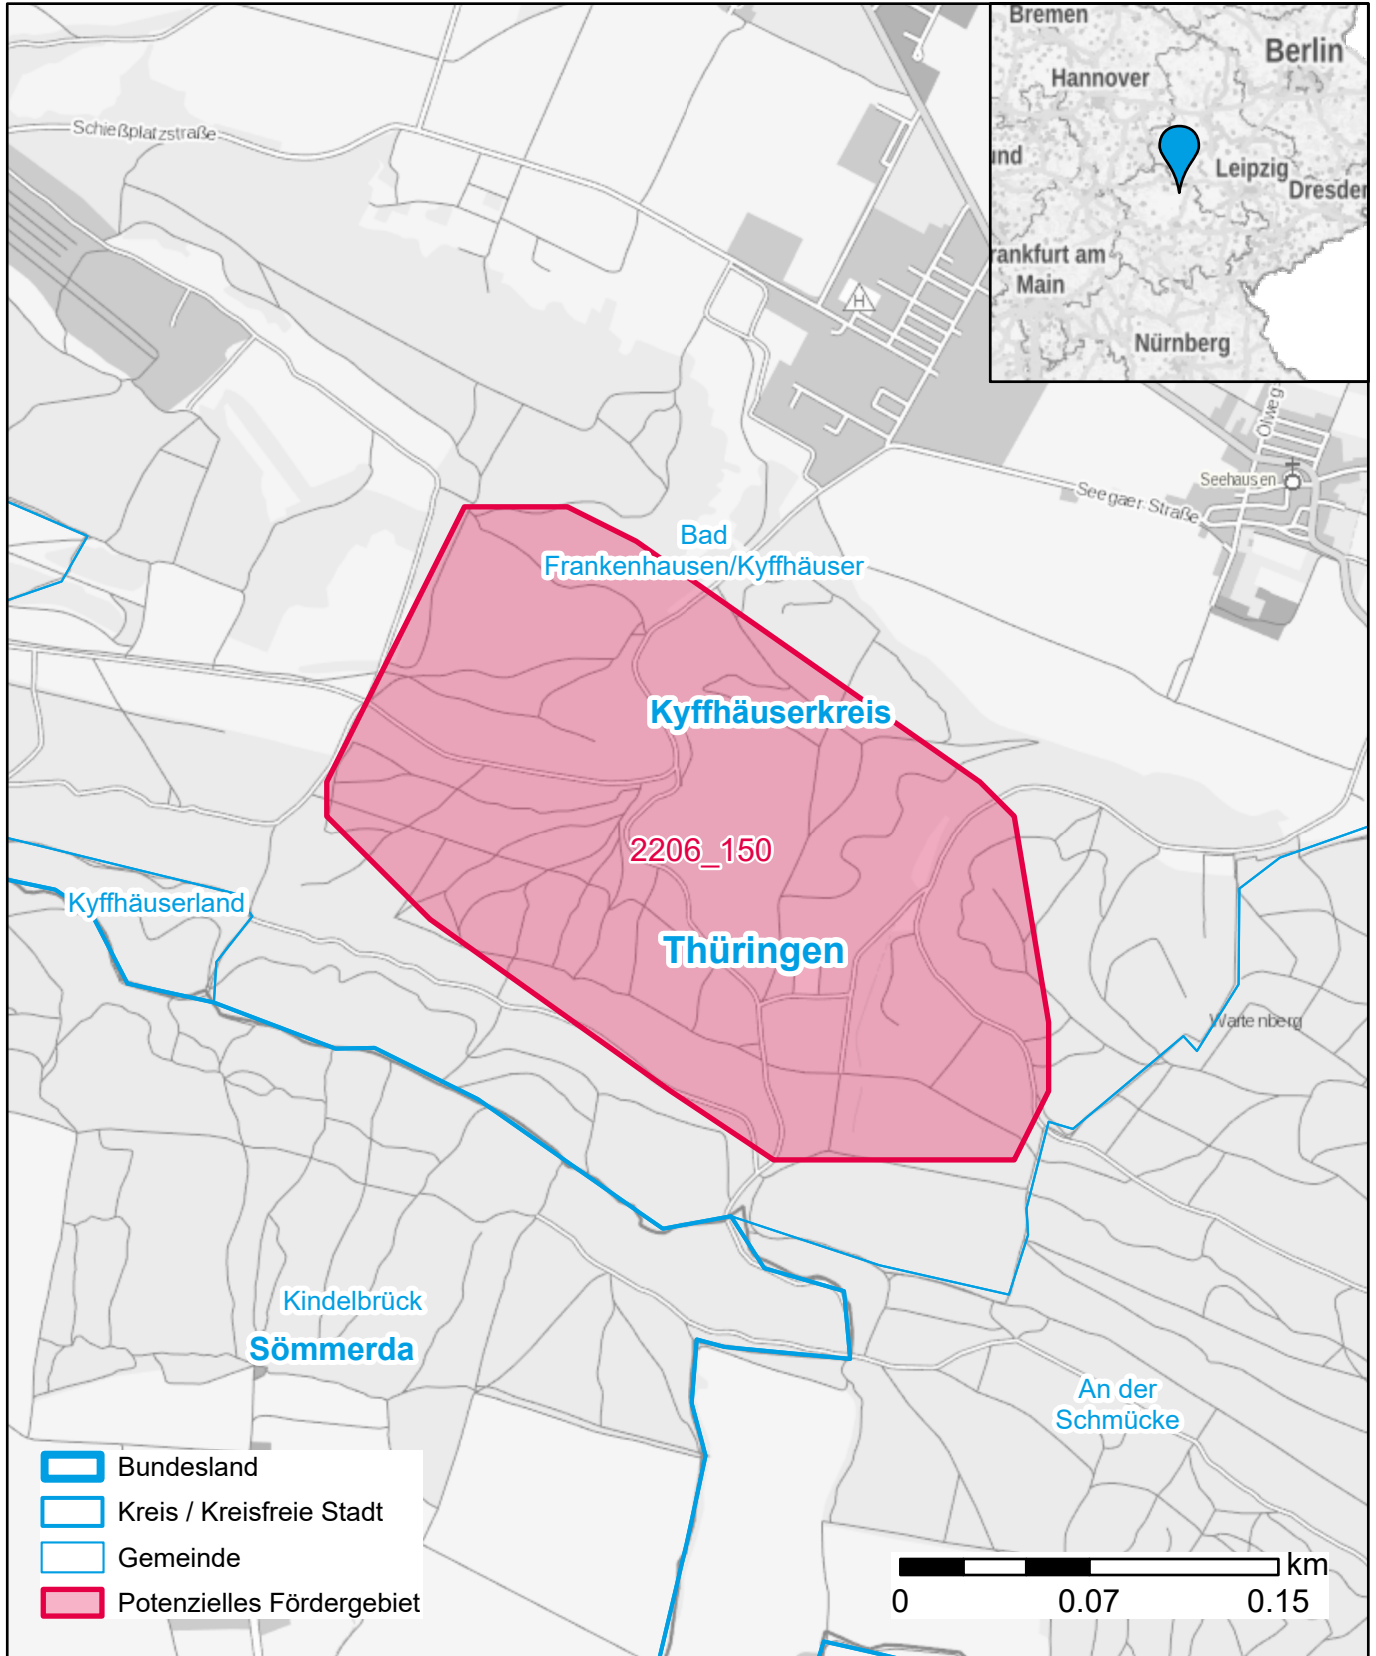 Bremen
Berlin
Hannover
und
Leipzig
Dresden
rankfurt am
Main
Nürnberg
Schießplatzstraße
H
Ölweg
Seehausen
Seegaer Straße
Bad
Frankenhausen/Kyffhäuser
Kyffhäuserkreis
2206_150
Kyffhäuserland
Thüringen
Wartenberg
Kindelbrück
Sömmerda
An der
Schmücke
Bundesland
Kreis / Kreisfreie Stadt
Gemeinde
Potenzielles Fördergebiet
km
0 0.07 0.15